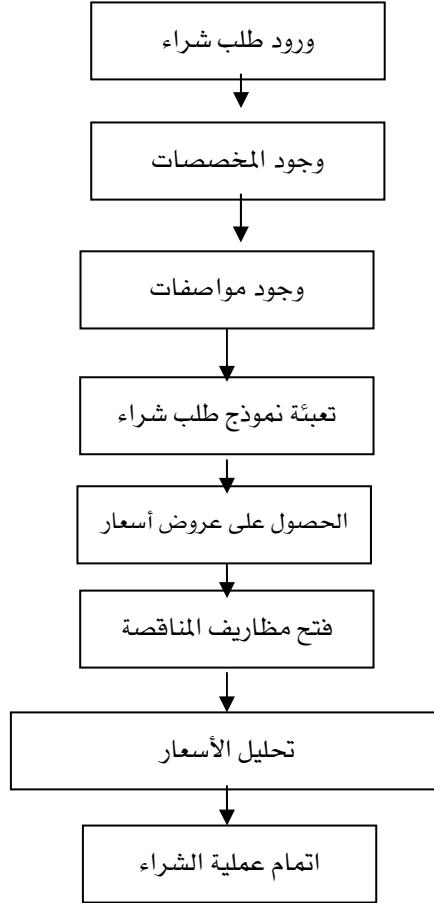 ورود طلب شراء
وجود المخصصات
وجود مواصفات
تعبئة نموذج طلب شراء
الحصول على عروض أسعار
فتح مظاريف المناقصة
تحليل الأسعار
اتمام عملية الشراء